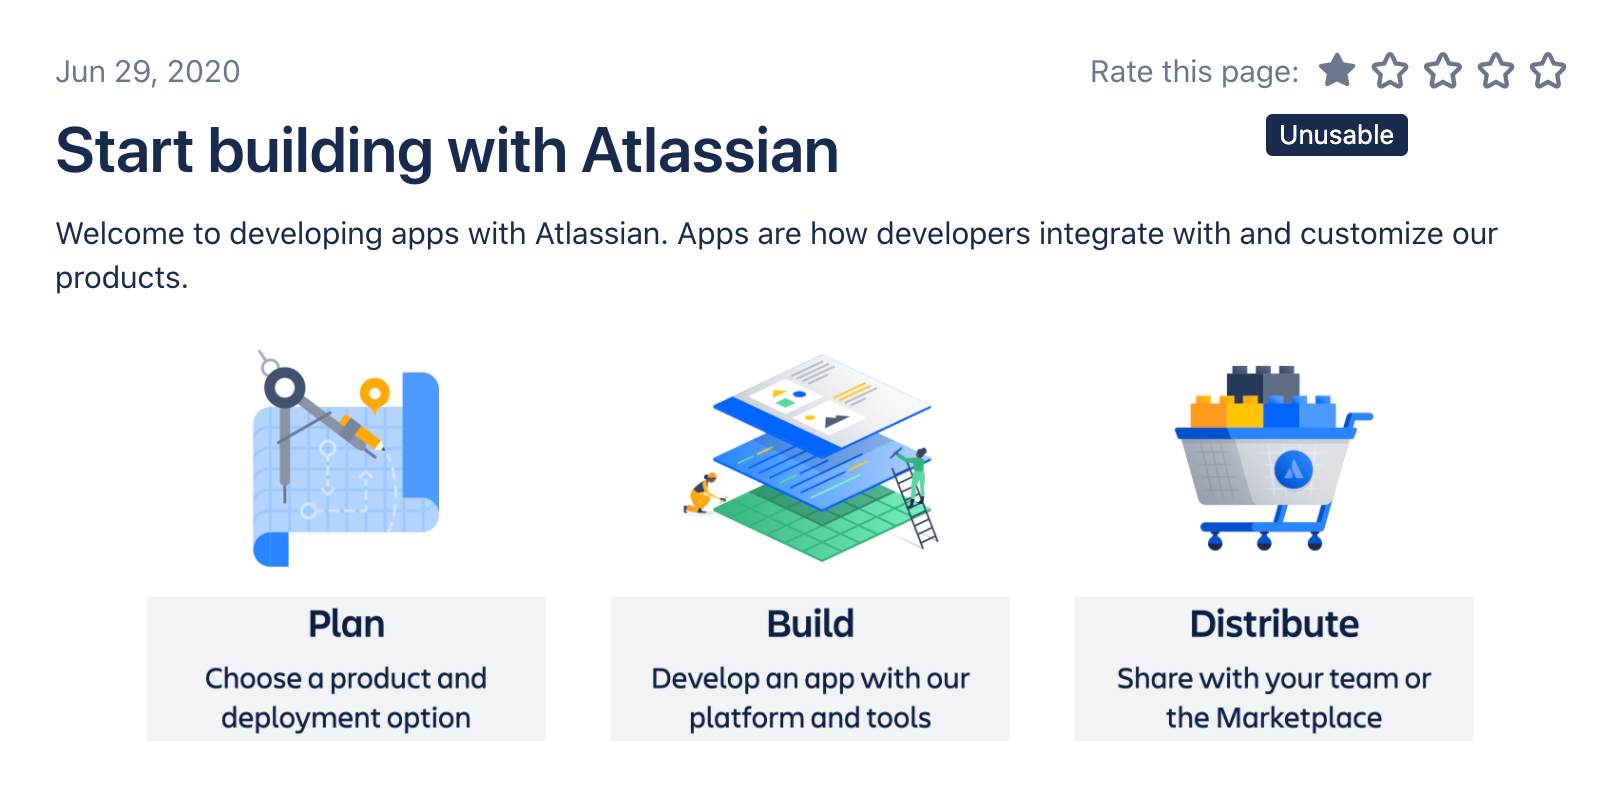 Jun 29, 2020
Rate this page:
Unusable
Start building with Atlassian
Welcome to developing apps with Atlassian. Apps are how developers integrate with and customize our
products.
Plan
Choose a product and
deployment option
Build
Develop an app with our
platform and tools
Distribute
Share with your team or
the Marketplace